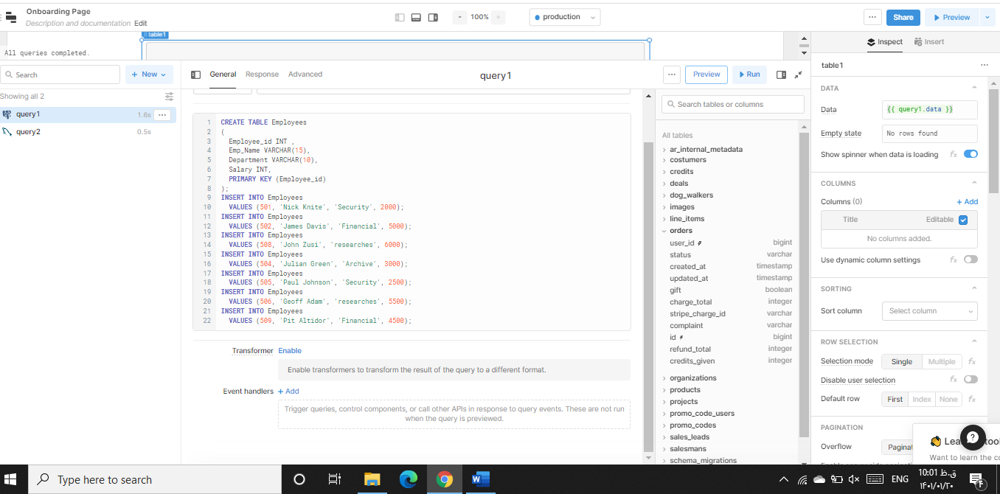 Onboarding Page
Description and documentation Edit
- 100% +
production
Share
Preview
table1
All queries completed.
Inspect
Insert
Search
+ New
General
Response
Advanced
query1
Preview
Run
Showing all 2
query1 1.6s
query2 0.5s
1 CREATE TABLE Employees
2 (
3 Employee_id INT ,
4 Emp_Name VARCHAR(15),
5 Department VARCHAR(10),
6 Salary INT,
7 PRIMARY KEY (Employee_id)
8 );
9 INSERT INTO Employees
10 VALUES (501, 'Nick Knite', 'Security', 2000);
11 INSERT INTO Employees
12 VALUES (502, 'James Davis', 'Financial', 5000);
13 INSERT INTO Employees
14 VALUES (508, 'John Zusi', 'researches', 6000);
15 INSERT INTO Employees
16 VALUES (504, 'Julian Green', 'Archive', 3000);
17 INSERT INTO Employees
18 VALUES (505, 'Paul Johnson', 'Security', 2500);
19 INSERT INTO Employees
20 VALUES (506, 'Geoff Adam', 'researches', 5500);
21 INSERT INTO Employees
22 VALUES (509, 'Pit Altidor', 'Financial', 4500);
Transformer Enable
Enable transformers to transform the result of the query to a different format.
Event handlers + Add
Trigger queries, control components, or call other APIs in response to query events. These are not run
when the query is previewed.
Search tables or columns
All tables
ar_internal_metadata
costumers
credits
deals
dog_walkers
images
line_items
orders
user_id bigint
status varchar
created_at timestamp
updated_at timestamp
gift boolean
charge_total integer
stripe_charge_id varchar
complaint varchar
id bigint
refund_total integer
credits_given integer
organizations
products
projects
promo_code_users
promo_codes
sales_leads
salesmans
schema_migrations
table1
DATA
Data {{ query1.data }}
Empty state No rows found
Show spinner when data is loading fx
COLUMNS
Columns (0) + Add
Title Editable
No columns added.
Use dynamic column settings fx
SORTING
Sort column Select column
ROW SELECTION
Selection mode Single Multiple fx
Disable user selection fx
Default row First Index None fx
PAGINATION
Overflow Paginat
Lea
tool
Want to learn the co
Type here to search
ENG
10:01 ق.ظ
۱۴۰۱/۰۱/۲۰